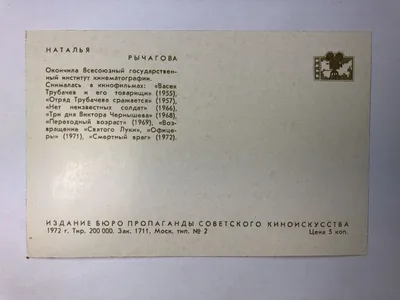 НАТАЛЬЯ
РЫЧАГОВА
Окончила Всесоюзный государствен-
ный институт кинематографии.
Снималась в кинофильмах: «Васек
Трубачев и его товарищи» (1955),
«Отряд Трубачева сражается» (1957),
«Нет неизвестных солдат» (1966),
«Три дня Виктора Чернышева» (1968),
«Переходный возраст» (1969), «Воз-
вращение «Святого Луки», «Офице-
ры» (1971), «Смертный враг» (1972).
ИЗДАНИЕ БЮРО ПРОПАГАНДЫ СОВЕТСКОГО КИНОИСКУССТВА
1972 г. Тир. 200 000. Зак. 1711. Моск. тип. № 2 Цена 5 коп.